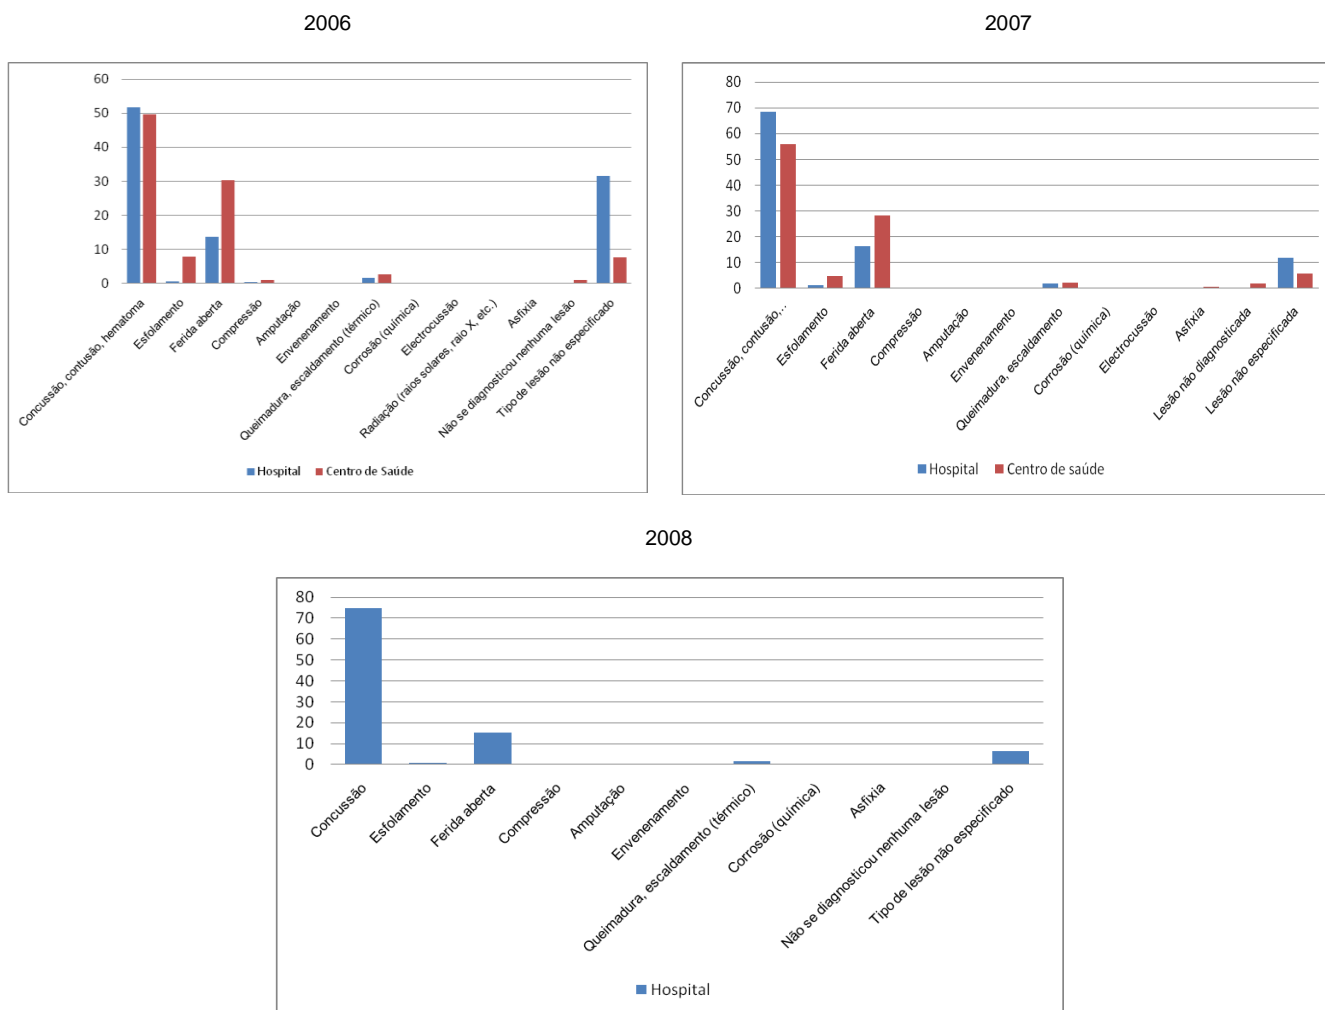 2006
60
50
40
30
20
10
0
Concussão, contusão, hematoma
Esfolamento
Ferida aberta
Compressão
Amputação
Envenenamento
Queimadura, escaldamento (térmico)
Corrosão (química)
Electrocussão
Radiação (raios solares, raio X, etc.)
Asfixia
Não se diagnosticou nenhuma lesão
Tipo de lesão não especificado
Hospital Centro de Saúde
2007
80
70
60
50
40
30
20
10
0
Concussão, contusão,...
Esfolamento
Ferida aberta
Compressão
Amputação
Envenenamento
Queimadura, escaldamento
Corrosão (química)
Electrocussão
Asfixia
Lesão não diagnosticada
Lesão não especificada
Hospital Centro de saúde
2008
80
70
60
50
40
30
20
10
0
Concussão
Esfolamento
Ferida aberta
Compressão
Amputação
Envenenamento
Queimadura, escaldamento (térmico)
Corrosão (química)
Asfixia
Não se diagnosticou nenhuma lesão
Tipo de lesão não especificado
Hospital